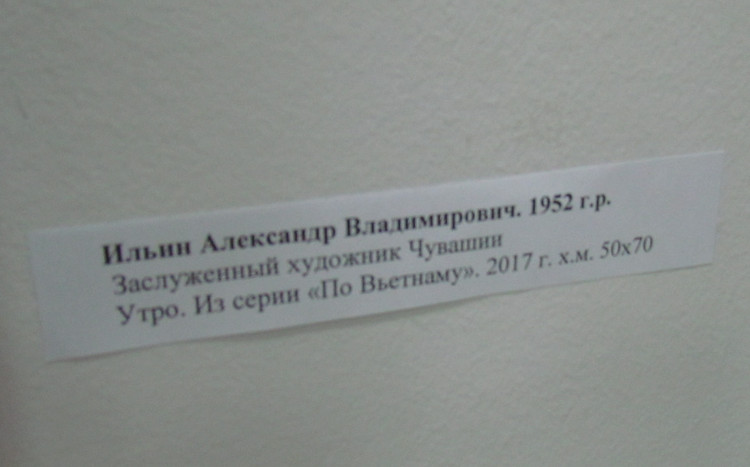 Ильин Александр Владимирович. 1952 г.р.
Заслуженный художник Чувашии
Утро. Из серии «По Вьетнаму». 2017 г. х.м. 50х70